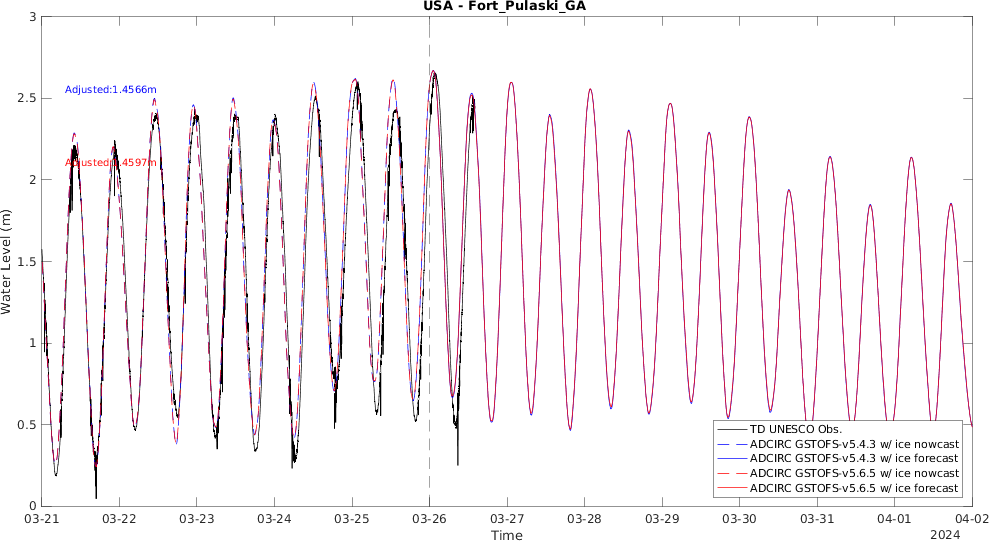 USA - Fort_Pulaski_GA
3
2.5
2
1.5
1
0.5
0
Water Level (m)
Adjusted:1.4566m
Adjusted:1.4597m
TD UNESCO Obs.
ADCIRC GSTOFS-v5.4.3 w/ ice nowcast
ADCIRC GSTOFS-v5.4.3 w/ ice forecast
ADCIRC GSTOFS-v5.6.5 w/ ice nowcast
ADCIRC GSTOFS-v5.6.5 w/ ice forecast
03-21 03-22 03-23 03-24 03-25 03-26 03-27 03-28 03-29 03-30 03-31 04-01 04-02
Time
2024